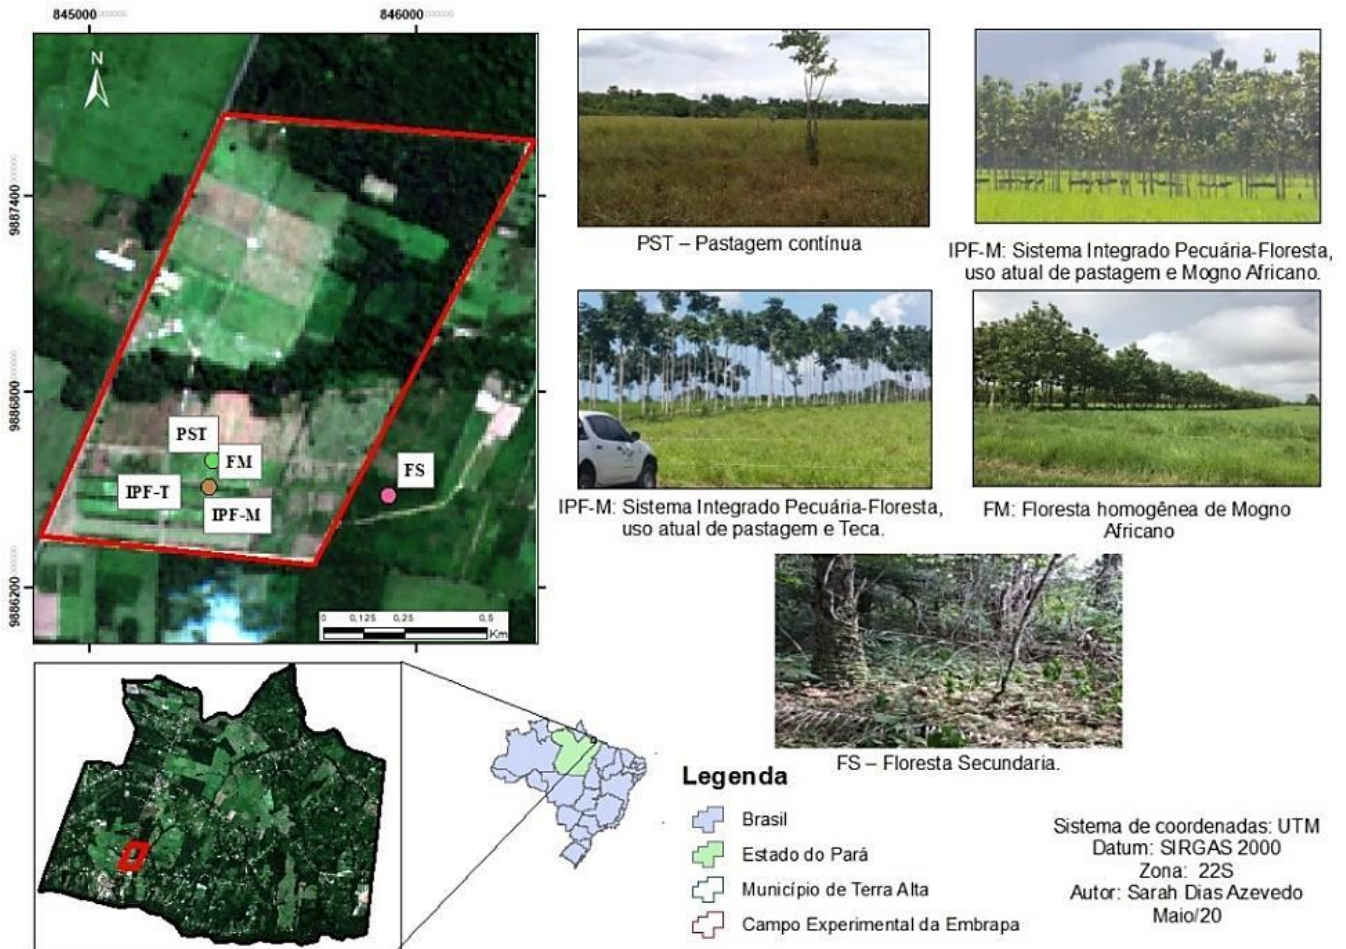 845000
846000
N
9887400
9886800
9886200
PST
FM
IPF-T
IPF-M
FS
0 0,125 0,25 0,5
Km
PST – Pastagem contínua
IPF-M: Sistema Integrado Pecuária-Floresta,
uso atual de pastagem e Mogno Africano.
IPF-M: Sistema Integrado Pecuária-Floresta,
uso atual de pastagem e Teca.
FM: Floresta homogênea de Mogno
Africano
FS – Floresta Secundaria.
Legenda
Brasil
Estado do Pará
Município de Terra Alta
Campo Experimental da Embrapa
Sistema de coordenadas: UTM
Datum: SIRGAS 2000
Zona: 22S
Autor: Sarah Dias Azevedo
Maio/20